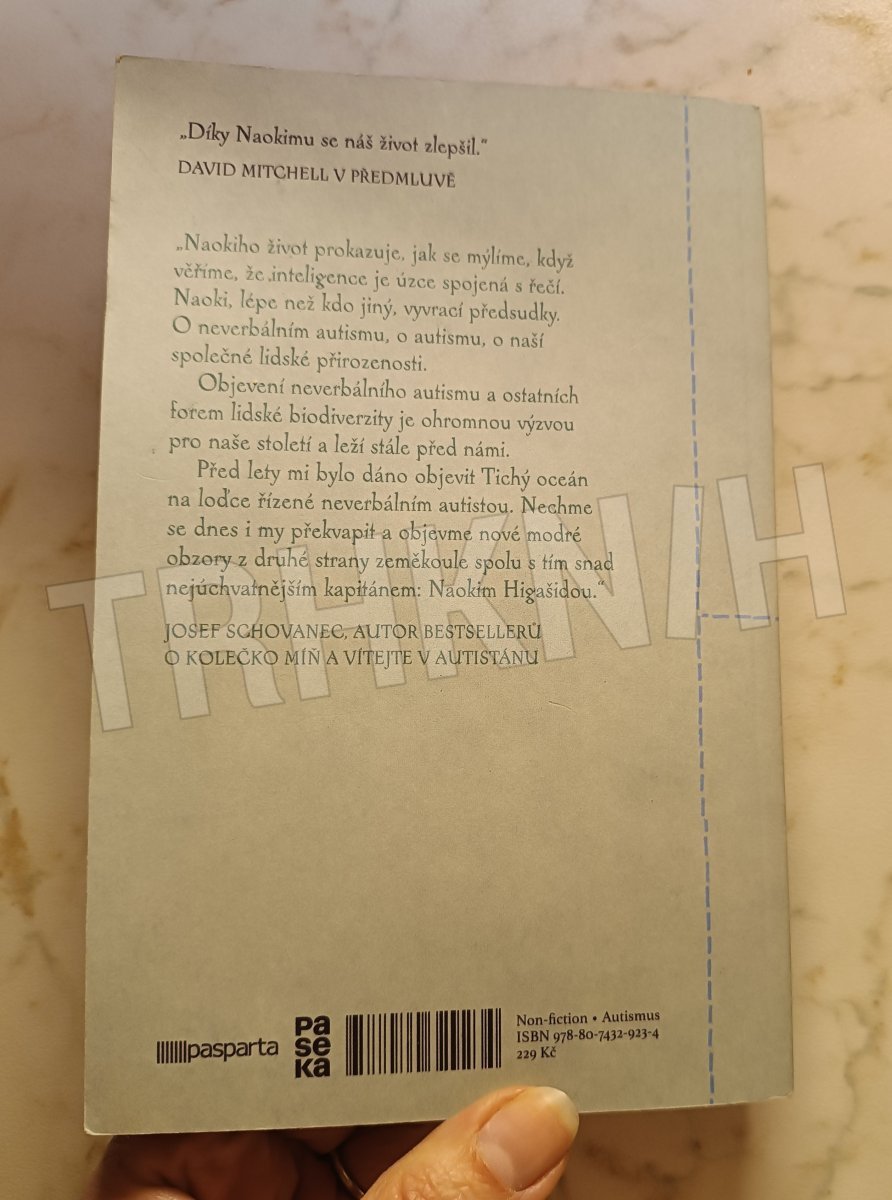 „Díky Naokimu se náš život zlepšil.“
DAVID MITCHELL V PŘEDMLUVĚ
„Naokiho život prokazuje, jak se mýlíme, když
věříme, že inteligence je úzce spojená s řečí.
Naoki, lépe než kdo jiný, vyvrací předsudky.
O neverbálním autismu, o autismu, o naší
společné lidské přirozenosti.
Objevení neverbálního autismu a ostatních
forem lidské biodiverzity je ohromnou výzvou
pro naše století a leží stále před námi.
Před lety mi bylo dáno objevit Tichý oceán
na loďce řízené neverbálním autistou. Nechme
se dnes i my překvapit a objevme nové modré
obzory z druhé strany zeměkoule spolu s tím snad
nejúchvatnějším kapitánem: Naokim Higašidou.“
JOSEF SCHOVANEC, AUTOR BESTSELLERŮ
O KOLEČKO MÍŇ A VÍTEJTE V AUTISTÁNU
TRHKNIH
pasparta
Pa
se
Ka
Non-fiction • Autismus
ISBN 978-80-7432-923-4
229 Kč